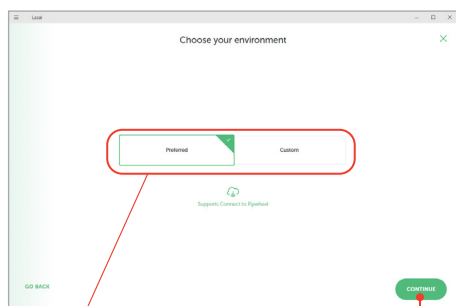 Local
Choose your environment
Preferred
Custom
Supports Connect to Flywheel
GO BACK
CONTINUE